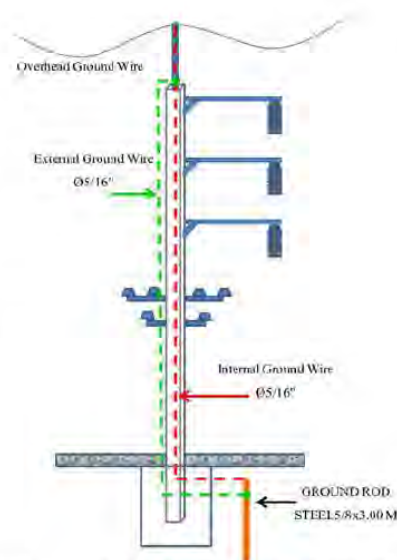 Overhead Ground Wire
External Ground Wire
Ø5/16"
Internal Ground Wire
Ø5/16"
GROUND ROD
STEEL5/8x3.00 M